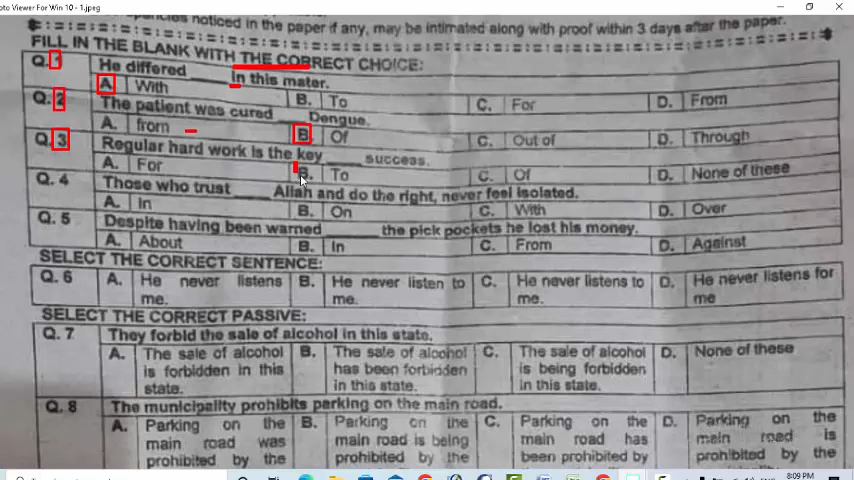 oto Viewer For Win 10 - 1.jpeg
noticed in the paper if any, may be intimated along with proof within 3 days after the paper.
FILL IN THE BLANK WITH THE CORRECT CHOICE:
Q. 1 He differed ____ in this mater.
A. With B. To C. For D. From
Q. 2 The patient was cured ____ Dengue.
A. from B. Of C. Out of D. Through
Q. 3 Regular hard work is the key ____ success.
A. For B. To C. Of D. None of these
Q. 4 Those who trust ____ Allah and do the right, never feel isolated.
A. In B. On C. With D. Over
Q. 5 Despite having been warned ____ the pick pockets he lost his money.
A. About B. In C. From D. Against
SELECT THE CORRECT SENTENCE:
Q. 6 A. He never listens B. He never listen to C. He never listens to D. He never listens for
me. me. me. me
SELECT THE CORRECT PASSIVE:
Q. 7 They forbid the sale of alcohol in this state.
A. The sale of alcohol B. The sale of alcohol C. The sale of alcohol D. None of these
is forbidden in this has been forbidden is being forbidden
state. in this state. in this state.
Q. 8 The municipality prohibits parking on the main road.
A. Parking on the B. Parking on the C. Parking on the D. Parking on the
main road was main road is being main road has main road is
prohibited by the prohibited by the been prohibited by prohibited by the
8:09 PM